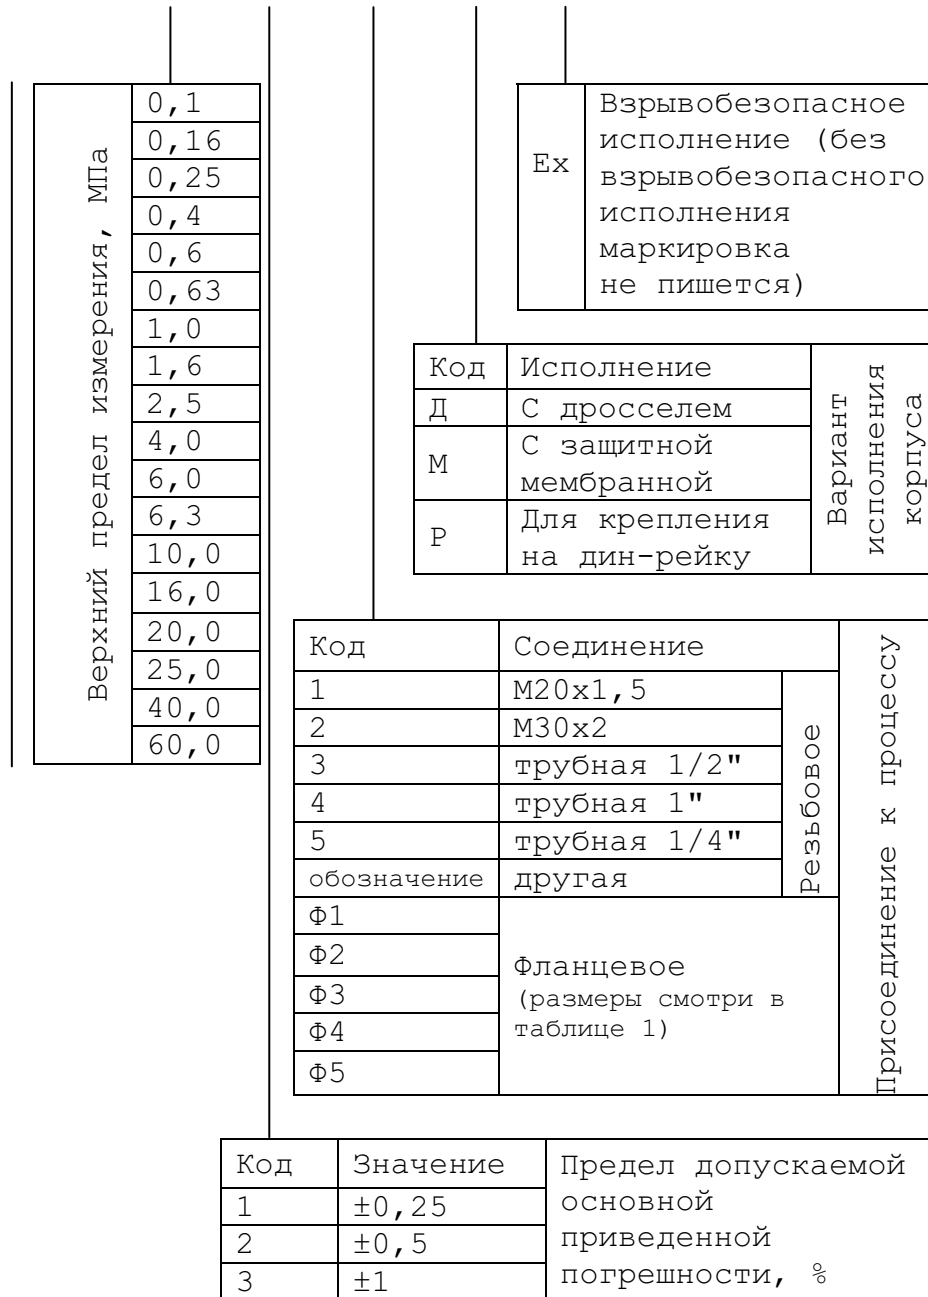 Верхний предел измерения, МПа
0,1
0,16
0,25
0,4
0,6
0,63
1,0
1,6
2,5
4,0
6,0
6,3
10,0
16,0
20,0
25,0
40,0
60,0
Ex
Взрывобезопасное
исполнение (без
взрывобезопасного
исполнения
маркировка
не пишется)
Код Исполнение
Д С дросселем
М С защитной
мембранной
Р Для крепления
на дин-рейку
Вариант
исполнения
корпуса
Код Соединение
1 М20х1,5
2 М30х2
3 трубная 1/2"
4 трубная 1"
5 трубная 1/4"
обозначение другая
Резьбовое
Ф1
Ф2
Ф3
Ф4
Ф5
Фланцевое
(размеры смотри в
таблице 1)
Присоединение к процессу
Код Значение
1 ±0,25
2 ±0,5
3 ±1
Предел допускаемой
основной
приведенной
погрешности, %